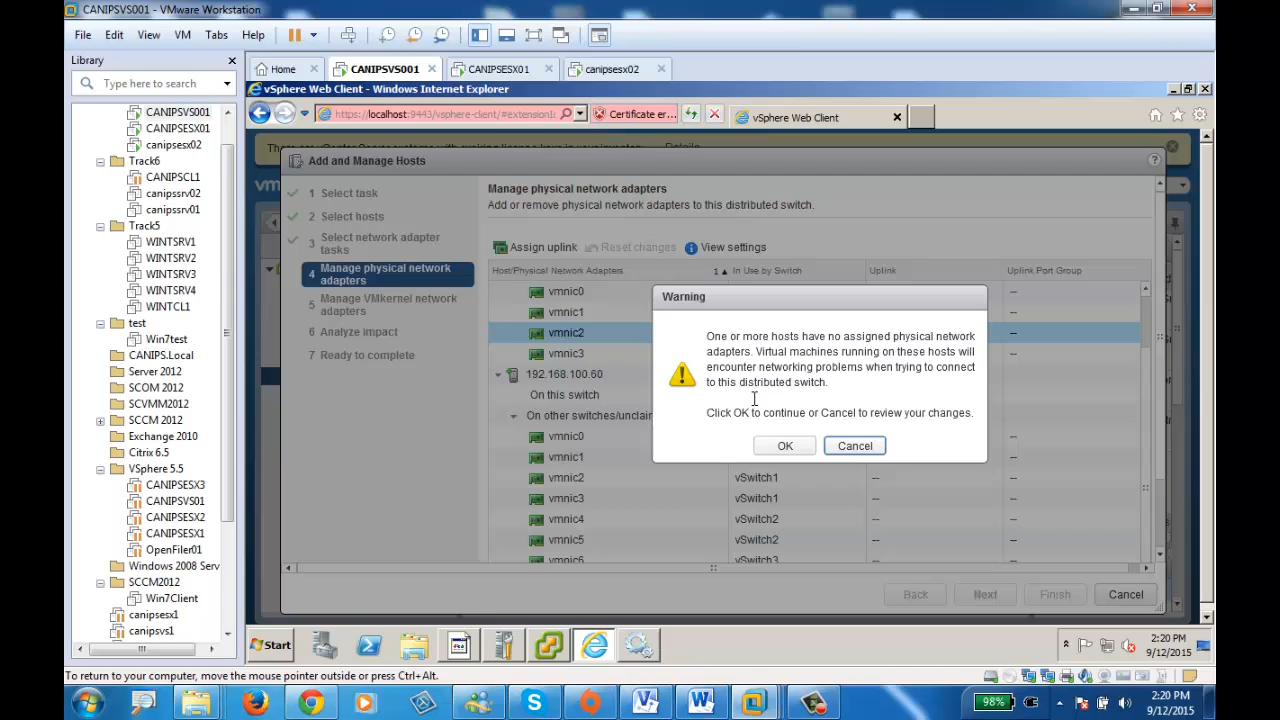 CANIPSVS001 - VMware Workstation
File Edit View VM Tabs Help
Library
Type here to search
Home CANIPSVS001 CANIPSESX01 canipsesx02
CANIPSVS001
CANIPSESX01
canipsesx02
Track6
CANIPSCL1
canipssrv02
canipssrv01
Track5
WINTSRV1
WINTSRV2
WINTSRV3
WINTSRV4
WINTCL1
test
Win7test
CANIPS.Local
Server 2012
SCOM 2012
SCVMM2012
SCCM 2012
Exchange 2010
Citrix 6.5
VSphere 5.5
CANIPSESX3
CANIPSVS01
CANIPSESX2
CANIPSESX1
OpenFiler01
Windows 2008 Serv
SCCM2012
Win7Client
canipsesx1
canipsvs1
vSphere Web Client - Windows Internet Explorer
https://localhost:9443/vsphere-client/#extensionI
Certificate er...
vSphere Web Client
Details...
Add and Manage Hosts
1 Select task
2 Select hosts
3 Select network adapter
tasks
4 Manage physical network
adapters
5 Manage VMkernel network
adapters
6 Analyze impact
7 Ready to complete
Manage physical network adapters
Add or remove physical network adapters to this distributed switch.
Assign uplink Reset changes View settings
Host/Physical Network Adapters 1 In Use by Switch Uplink Uplink Port Group
vmnic0 --
vmnic1 --
vmnic2 --
vmnic3 --
192.168.100.60
On this switch
On other switches/unclain
vmnic0 --
vmnic1 --
vmnic2 vSwitch1 -- --
vmnic3 vSwitch1 -- --
vmnic4 vSwitch2 -- --
vmnic5 vSwitch2 -- --
vmnic6 vSwitch3 -- --
Warning
One or more hosts have no assigned physical network
adapters. Virtual machines running on these hosts will
encounter networking problems when trying to connect
to this distributed switch.
Click OK to continue or Cancel to review your changes.
OK Cancel
Back Next Finish Cancel
Start
2:20 PM
9/12/2015
To return to your computer, move the mouse pointer outside or press Ctrl+Alt.
98%
2:20 PM
9/12/2015